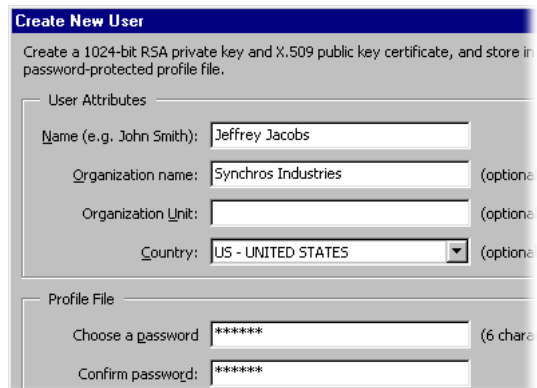 Create New User
Create a 1024-bit RSA private key and X.509 public key certificate, and store in
password-protected profile file.
User Attributes
Name (e.g. John Smith): Jeffrey Jacobs
Organization name: Synchros Industries (optiona
Organization Unit: (optiona
Country: US - UNITED STATES (optiona
Profile File
Choose a password ****** (6 chara
Confirm password: ******